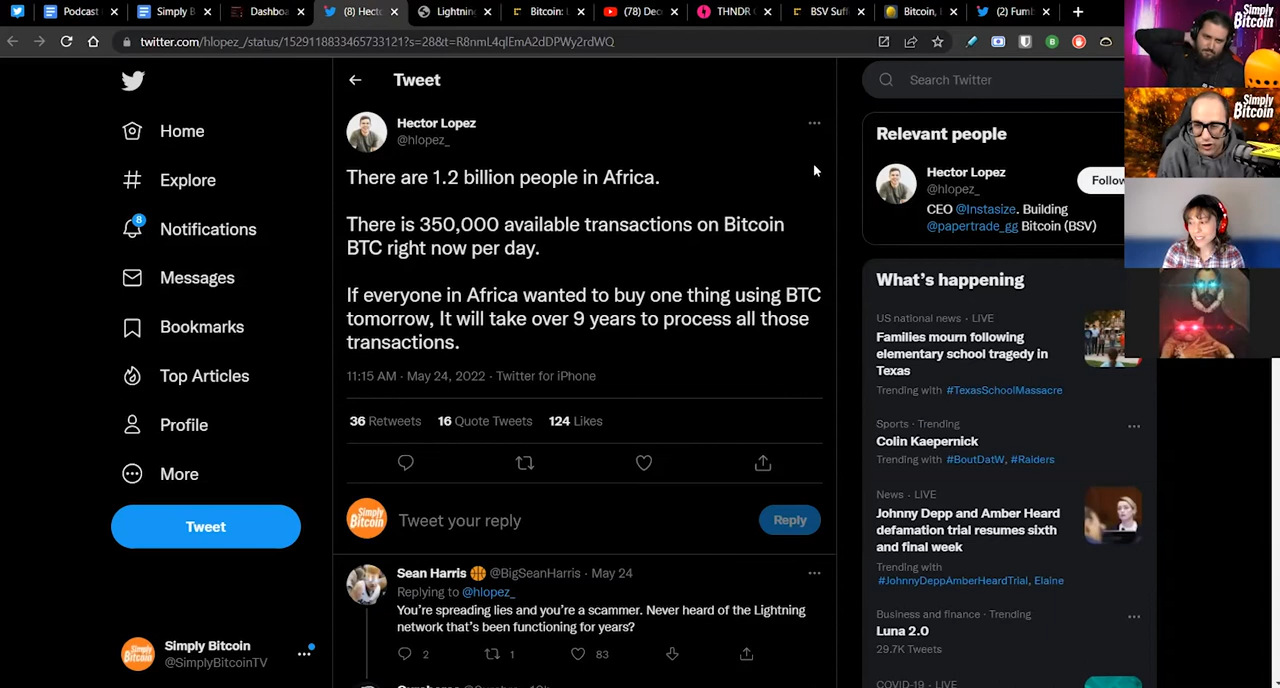 Podcast
Simply B
Dashboa
(8) Hect
Lightnin
Bitcoin: L
(78) Dec
THNDR
BSV Suff
Bitcoin,
(2) Fumb
twitter.com/hlopez_/status/1529118833465733121?s=28&t=R8nmL4qlEmA2dDPWy2rdWQ
Simply
Bitcoin
Simply
Bitcoin
Home
Explore
8
Notifications
Messages
Bookmarks
Top Articles
Profile
More
Tweet
Simply Bitcoin
@SimplyBitcoinTV
Tweet
Hector Lopez
@hlopez_
There are 1.2 billion people in Africa.
There is 350,000 available transactions on Bitcoin
BTC right now per day.
If everyone in Africa wanted to buy one thing using BTC
tomorrow, It will take over 9 years to process all those
transactions.
11:15 AM · May 24, 2022 · Twitter for iPhone
36 Retweets 16 Quote Tweets 124 Likes
Simply
Bitcoin
Tweet your reply
Reply
Sean Harris @BigSeanHarris · May 24
Replying to @hlopez_
You're spreading lies and you're a scammer. Never heard of the Lightning
network that's been functioning for years?
2 1 83
Search Twitter
Relevant people
Hector Lopez
@hlopez_
Follow
CEO @Instasize. Building
@papertrade_gg Bitcoin (BSV)
What's happening
US national news · LIVE
Families mourn following
elementary school tragedy in
Texas
Trending with #TexasSchoolMassacre
Sports · Trending
Colin Kaepernick
Trending with #BoutDatW, #Raiders
News · LIVE
Johnny Depp and Amber Heard
defamation trial resumes sixth
and final week
Trending with
#JohnnyDeppAmberHeardTrial, Elaine
Business and finance · Trending
Luna 2.0
29.7K Tweets
COVID-19 · LIVE